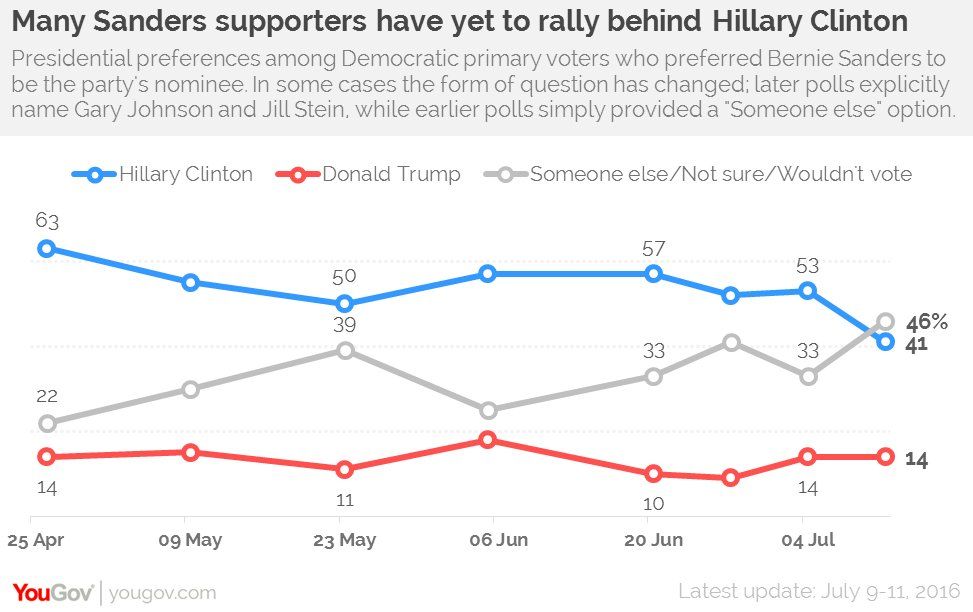 Many Sanders supporters have yet to rally behind Hillary Clinton
Presidential preferences among Democratic primary voters who preferred Bernie Sanders to
be the party's nominee. In some cases the form of question has changed; later polls explicitly
name Gary Johnson and Jill Stein, while earlier polls simply provided a "Someone else" option.
Hillary Clinton Donald Trump Someone else/Not sure/Wouldn't vote
63
57
53
50
46%
41
39
33
33
22
14
14
11
10
14
25 Apr 09 May 23 May 06 Jun 20 Jun 04 Jul
YouGov yougov.com
Latest update: July 9-11, 2016